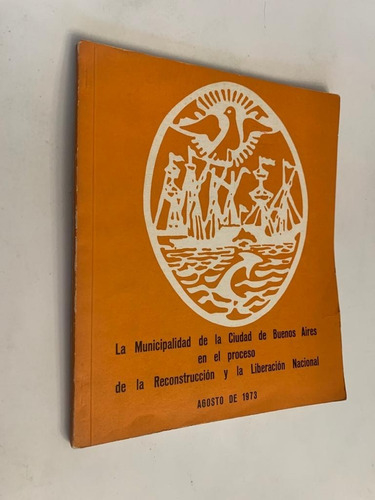 La Municipalidad de la Ciudad de Buenos Aires
en el proceso
de la Reconstrucción y la Liberación Nacional
AGOSTO DE 1973